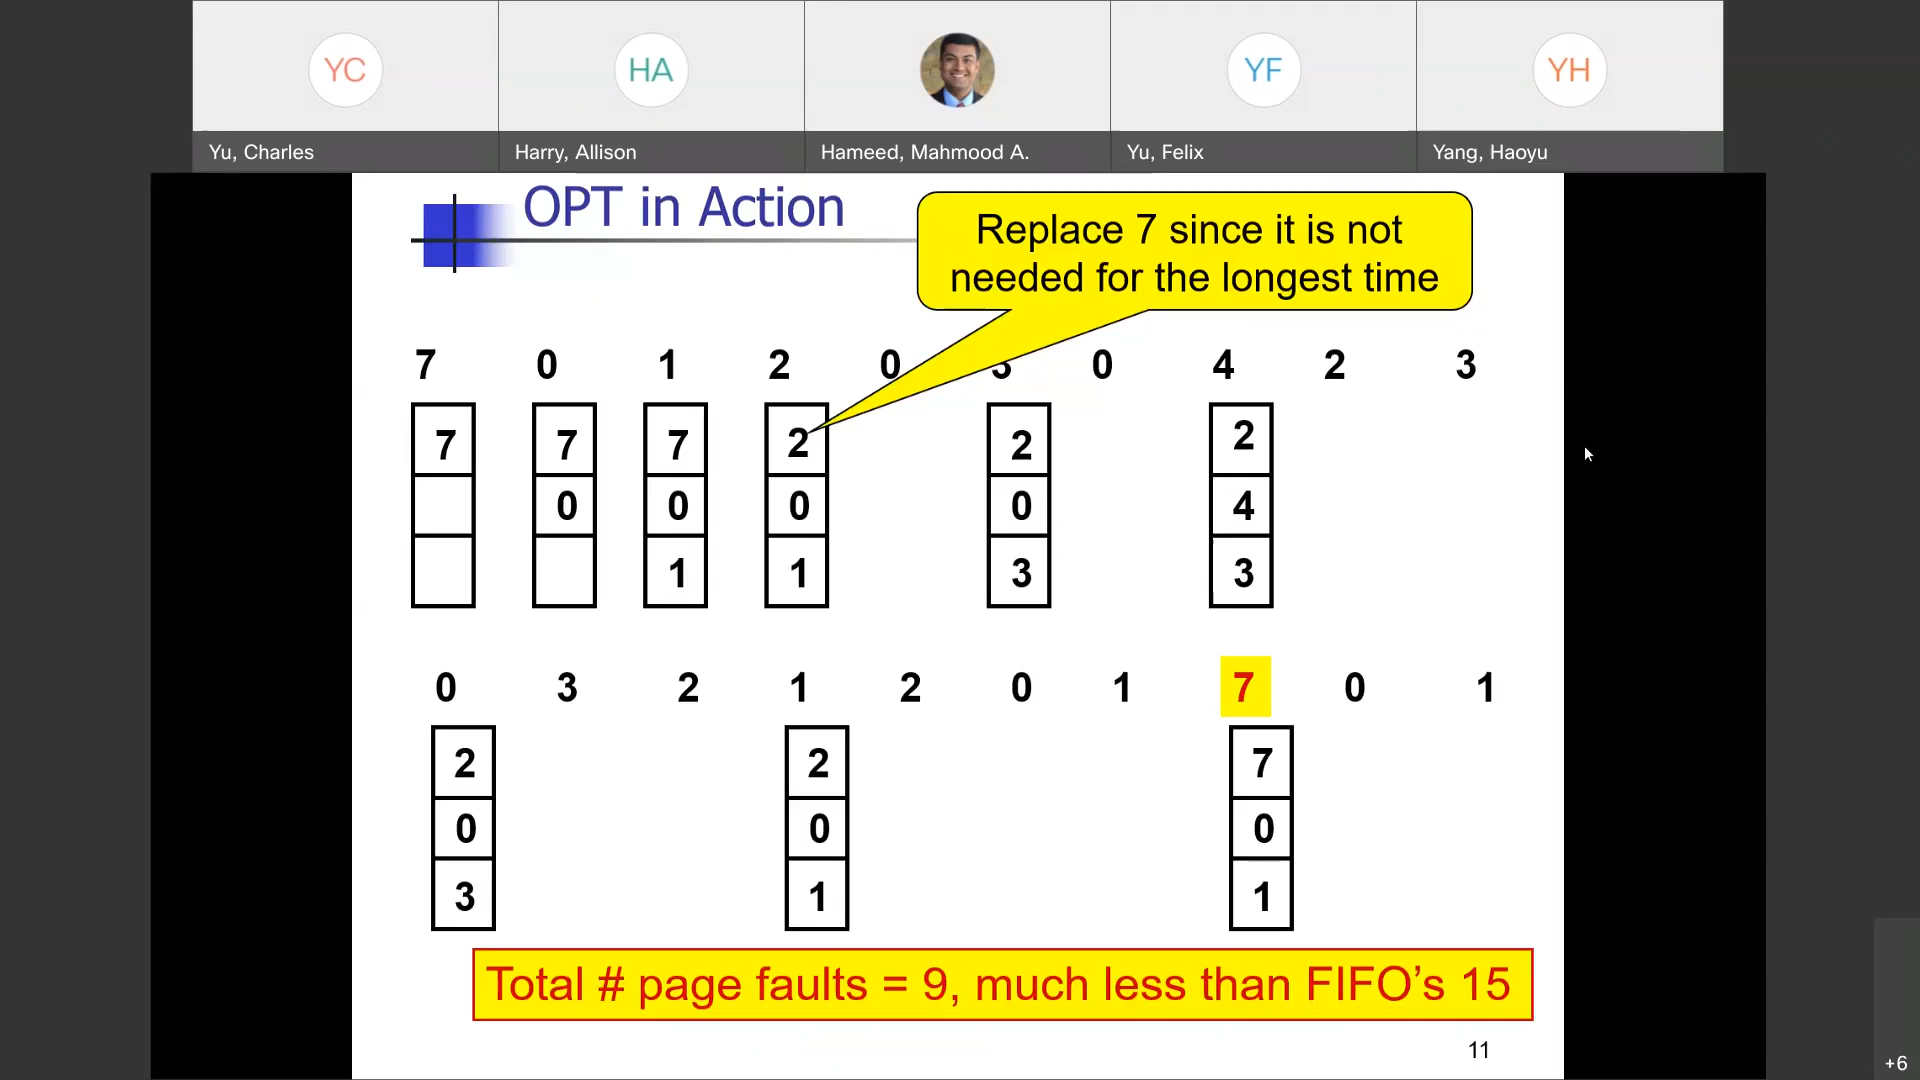 YC
HA
YF
YH
Yu, Charles
Harry, Allison
Hameed, Mahmood A.
Yu, Felix
Yang, Haoyu
OPT in Action
Replace 7 since it is not
needed for the longest time
7 0 1 2 0 3 0 4 2 3
7 7 7 2 2 2
0 0 0 0 4
1 1 3 3
0 3 2 1 2 0 1 7 0 1
2 2 7
0 0 0
3 1 1
Total # page faults = 9, much less than FIFO’s 15
11
+6